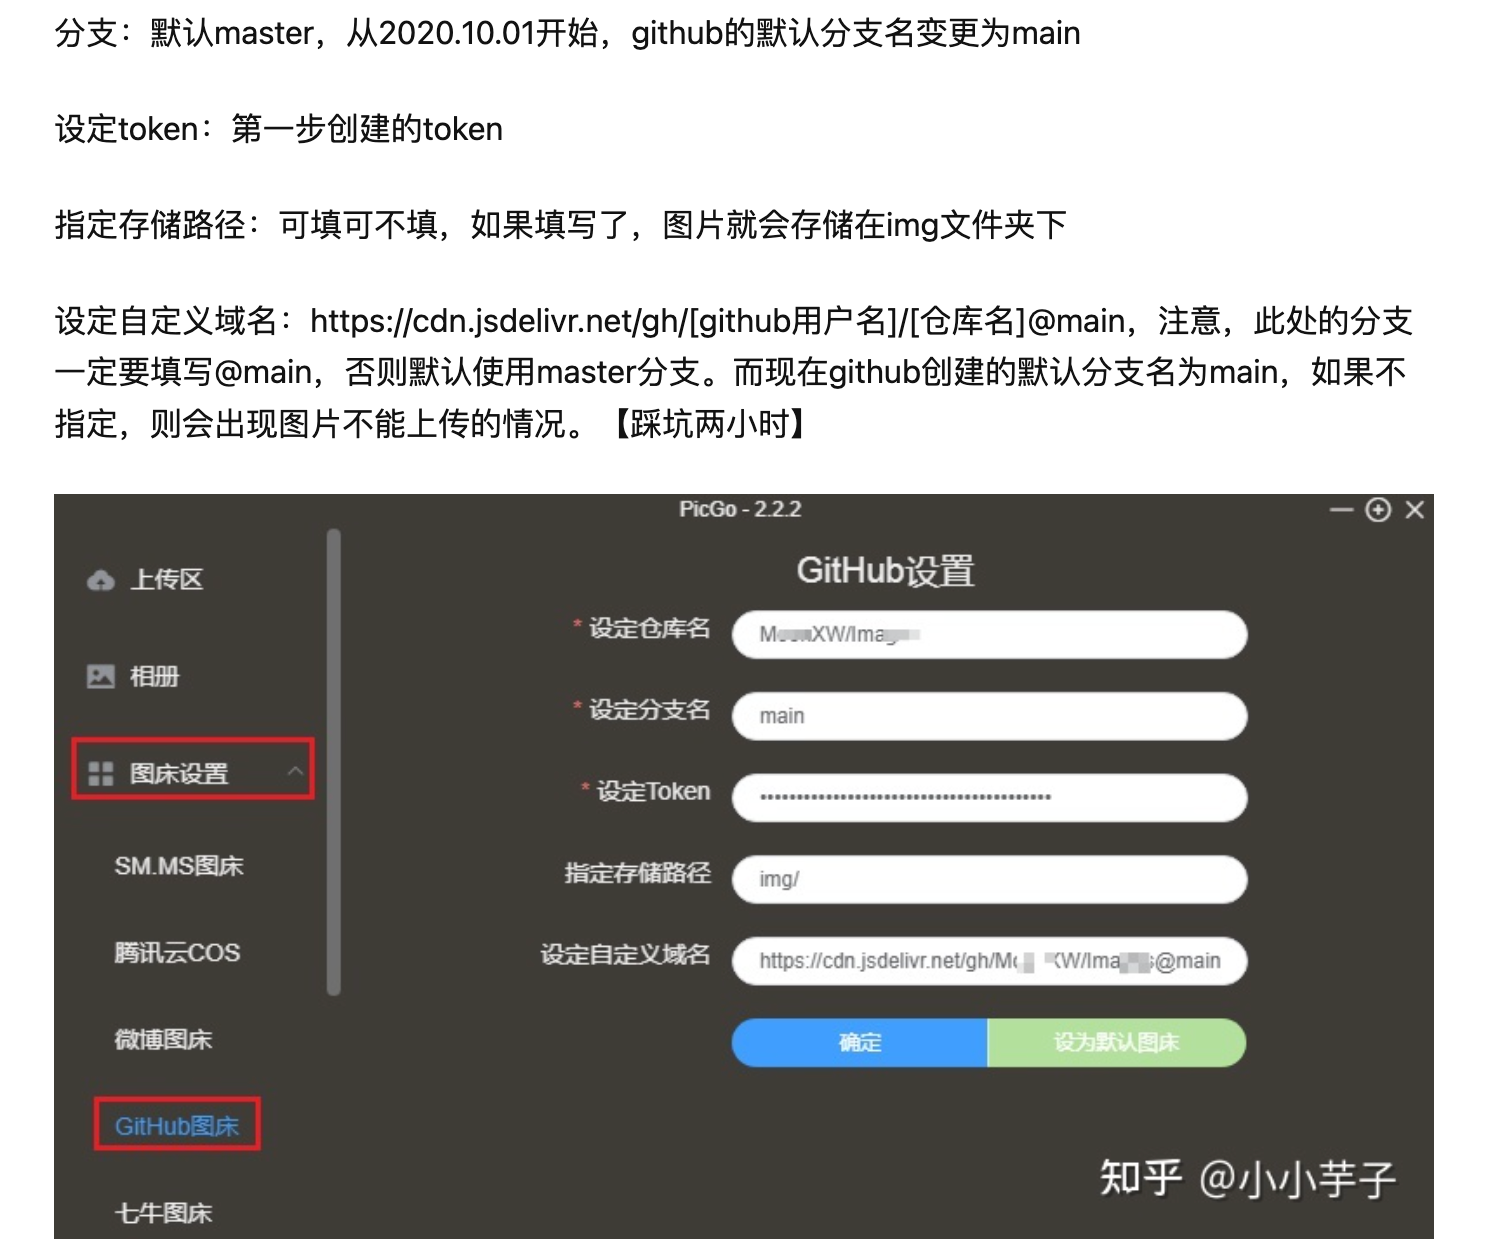 分支：默认master，从2020.10.01开始，github的默认分支名变更为main
设定token：第一步创建的token
指定存储路径：可填可不填，如果填写了，图片就会存储在img文件夹下
设定自定义域名：https://cdn.jsdelivr.net/gh/[github用户名]/[仓库名]@main，注意，此处的分支
一定要填写@main，否则默认使用master分支。而现在github创建的默认分支名为main，如果不
指定，则会出现图片不能上传的情况。【踩坑两小时】
PicGo - 2.2.2
上传区
相册
图床设置
SM.MS图床
腾讯云COS
微博图床
GitHub图床
七牛图床
GitHub设置
* 设定仓库名
XW/Ima
* 设定分支名 main
* 设定Token ••••••••••••••••••••••••••••••••••••••••
指定存储路径 img/
设定自定义域名 https://cdn.jsdelivr.net/gh/M XW/Ima @main
确定 设为默认图床
知乎 @小小芋子